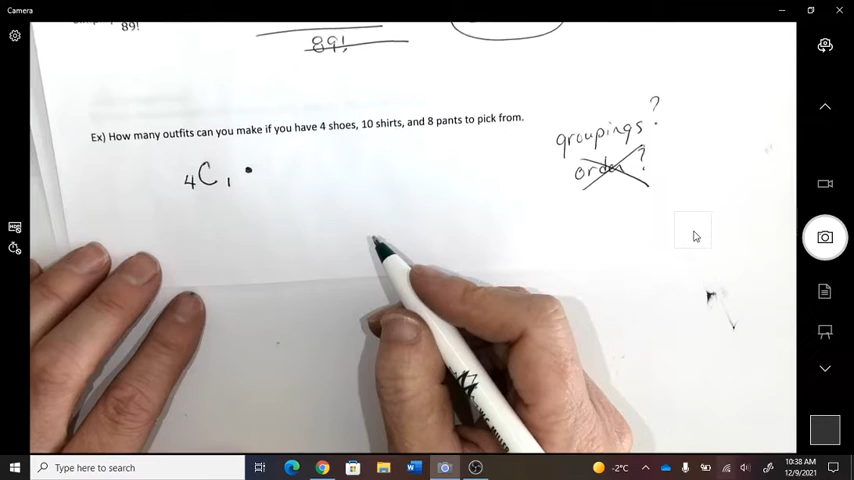 Camera
89!
89!
Ex) How many outfits can you make if you have 4 shoes, 10 shirts, and 8 pants to pick from.
groupings?
order?
4C1 •
Type here to search
-2°C
10:38 AM
12/9/2021